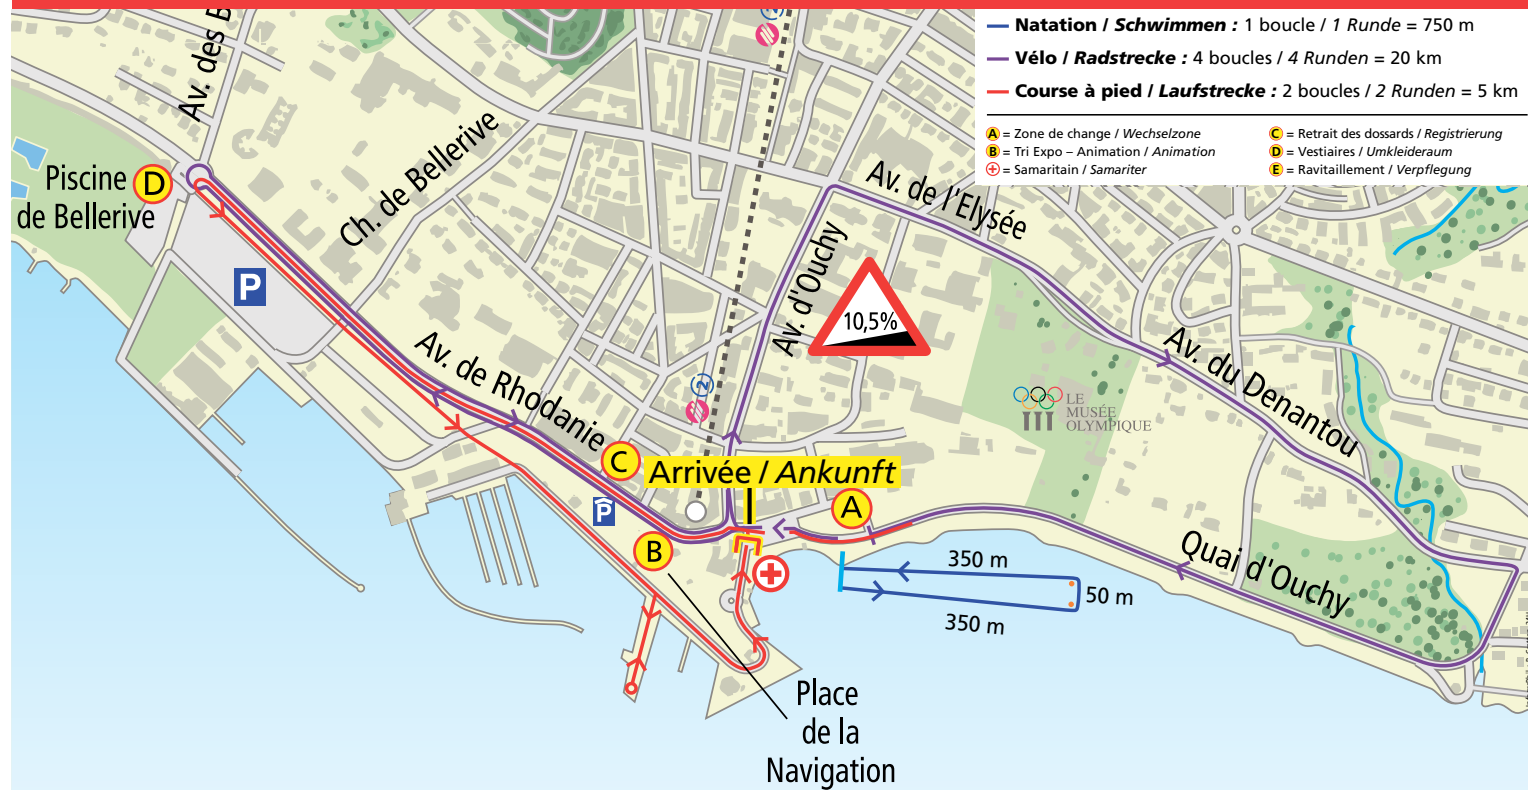 Natation / Schwimmen : 1 boucle / 1 Runde = 750 m
Vélo / Radstrecke : 4 boucles / 4 Runden = 20 km
Course à pied / Laufstrecke : 2 boucles / 2 Runden = 5 km
A = Zone de change / Wechselzone
B = Tri Expo – Animation / Animation
= Samaritain / Samariter
C = Retrait des dossards / Registrierung
D = Vestiaires / Umkleideraum
E = Ravitaillement / Verpflegung
Av. des
Piscine
de Bellerive
D
P
Ch. de Bellerive
Av. de l'Elysée
Av. d'Ouchy
10,5%
Av. de Rhodanie
LE
MUSÉE
OLYMPIQUE
Av. du Denantou
C
Arrivée / Ankunft
A
P
B
Quai d'Ouchy
350 m
50 m
350 m
Place
de la
Navigation